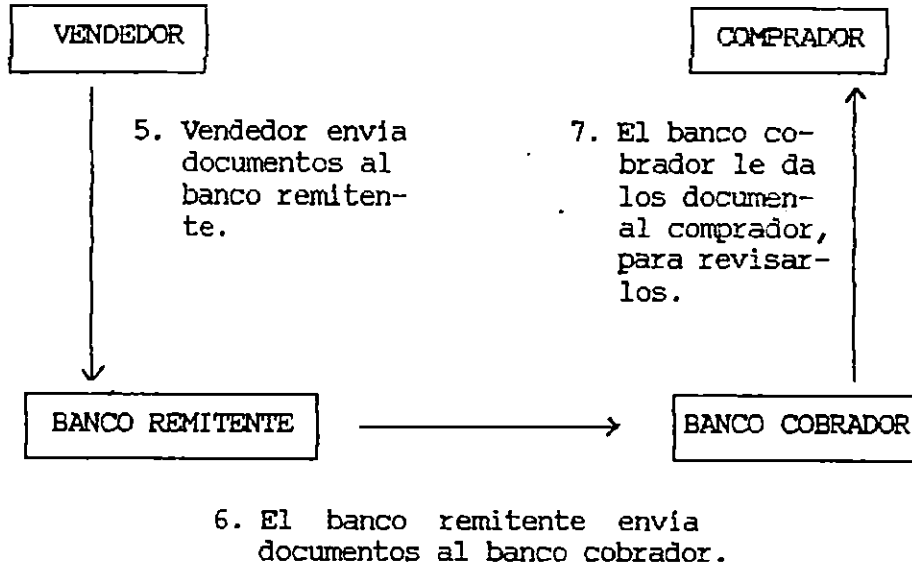 VENDEDOR
COMPRADOR
5. Vendedor envía
documentos al
banco remiten-
te.
7. El banco co-
brador le da
los documen-
al comprador,
para revisar-
los.
BANCO REMITENTE
BANCO COBRADOR
6. El banco remitente envía
documentos al banco cobrador.